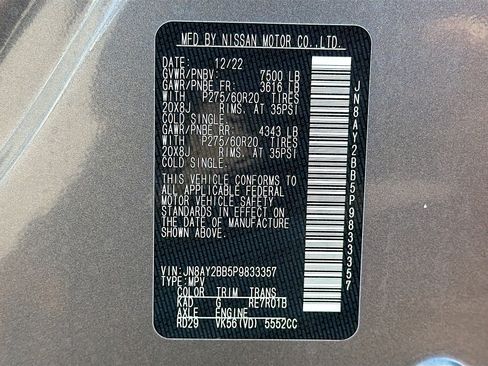 MFD BY NISSAN MOTOR CO.,LTD.
DATE: 12/22
GVWR/PNBV: 7500 LB
GAWR/PNBE FR: 3616 LB
WITH P275/60R20 TIRES
20X8J RIMS, AT 35PSI
COLD SINGLE.
GAWR/PNBE RR: 4343 LB
WITH P275/60R20 TIRES
20X8J RIMS, AT 35PSI
COLD SINGLE.
THIS VEHICLE CONFORMS TO
ALL APPLICABLE FEDERAL
MOTOR VEHICLE SAFETY
STANDARDS IN EFFECT ON
THE DATE OF MANUFACTURE
SHOWN ABOVE.
VIN: JN8AY2BB5P9833357
TYPE: MPV
COLOR TRIM TRANS
KAD G RE7R01B
AXLE ENGINE
RD29 VK56(VD) 5552CC
JN8AY2BB5P9833357